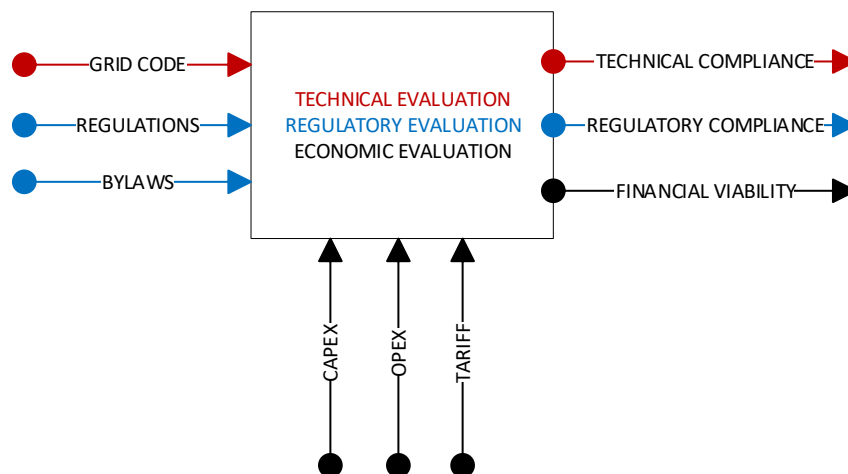 GRID CODE
REGULATIONS
BYLAWS
TECHNICAL EVALUATION
REGULATORY EVALUATION
ECONOMIC EVALUATION
TECHNICAL COMPLIANCE
REGULATORY COMPLIANCE
FINANCIAL VIABILITY
CAPEX
OPEX
TARIFF